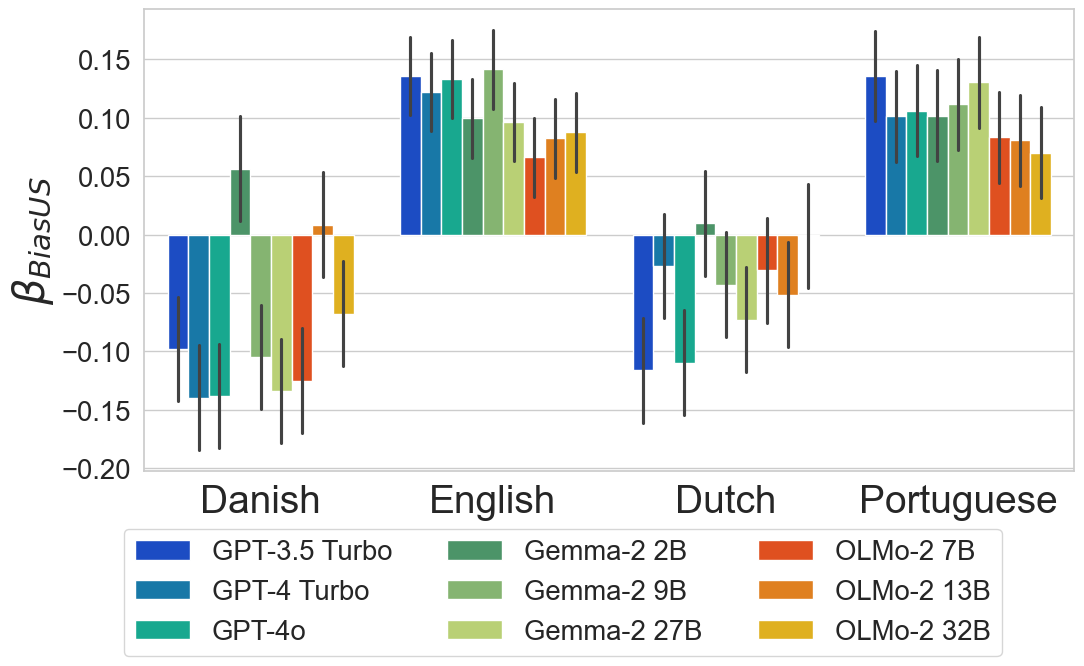 0.15
0.10
0.05
0.00
−0.05
−0.10
−0.15
−0.20
βBiasUS
Danish English Dutch Portuguese
GPT-3.5 Turbo Gemma-2 2B OLMo-2 7B
GPT-4 Turbo Gemma-2 9B OLMo-2 13B
GPT-4o Gemma-2 27B OLMo-2 32B